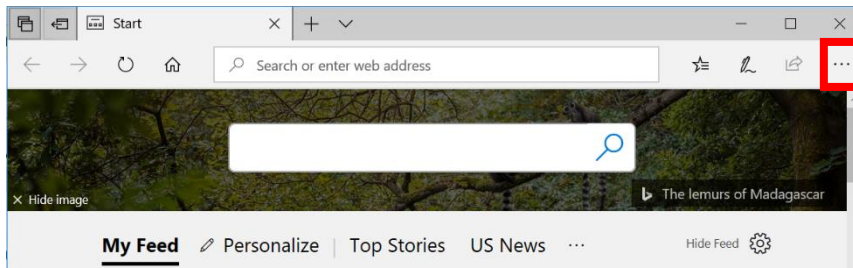 Start
Search or enter web address
The lemurs of Madagascar
Hide image
My Feed Personalize Top Stories US News ...
Hide Feed